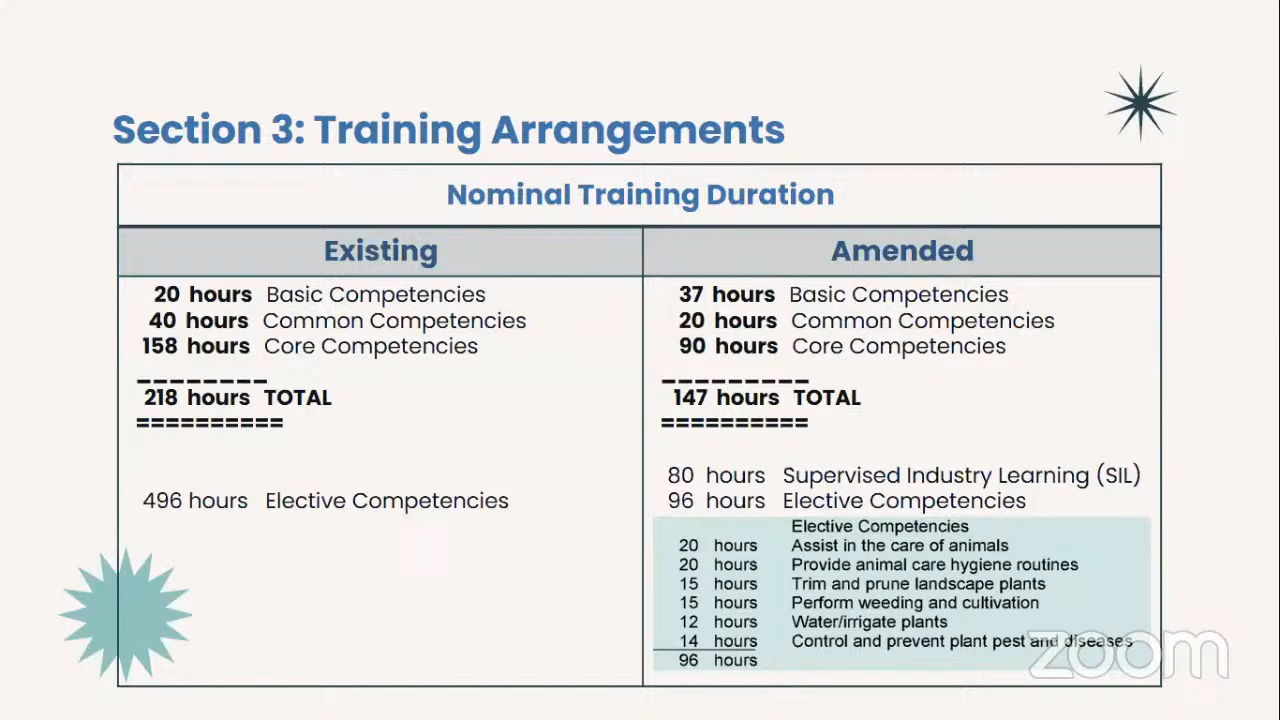 Section 3: Training Arrangements
Nominal Training Duration
Existing
Amended
20 hours Basic Competencies
40 hours Common Competencies
158 hours Core Competencies
_ _ _ _ _ _ _ _
218 hours TOTAL
==========
496 hours Elective Competencies
37 hours Basic Competencies
20 hours Common Competencies
90 hours Core Competencies
_ _ _ _ _ _ _ _ _
147 hours TOTAL
==========
80 hours Supervised Industry Learning (SIL)
96 hours Elective Competencies
Elective Competencies
20 hours Assist in the care of animals
20 hours Provide animal care hygiene routines
15 hours Trim and prune landscape plants
15 hours Perform weeding and cultivation
12 hours Water/irrigate plants
14 hours Control and prevent plant pest and diseases
96 hours
zoom